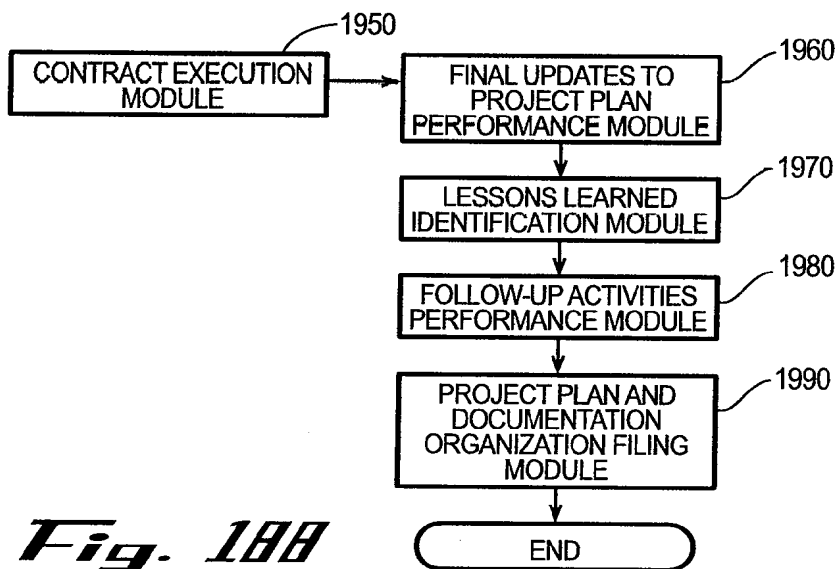 1950
CONTRACT EXECUTION
MODULE
1960
FINAL UPDATES TO
PROJECT PLAN
PERFORMANCE MODULE
1970
LESSONS LEARNED
IDENTIFICATION MODULE
1980
FOLLOW-UP ACTIVITIES
PERFORMANCE MODULE
1990
PROJECT PLAN AND
DOCUMENTATION
ORGANIZATION FILING
MODULE
END
Fig. 188